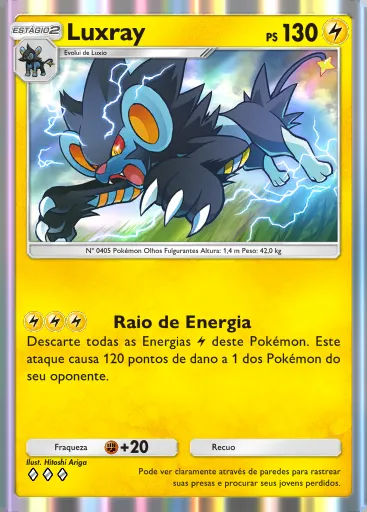 ESTÁGIO 2
Luxray
PS 130
Evolui de Luxio
Nº 0405 Pokémon Olhos Fulgurantes Altura: 1,4 m Peso: 42,0 kg
Raio de Energia
Descarte todas as Energias deste Pokémon. Este
ataque causa 120 pontos de dano a 1 dos Pokémon do
seu oponente.
Fraqueza +20
Recuo
Ilust. Hitoshi Ariga
Pode ver claramente através de paredes para rastrear
suas presas e procurar seus jovens perdidos.